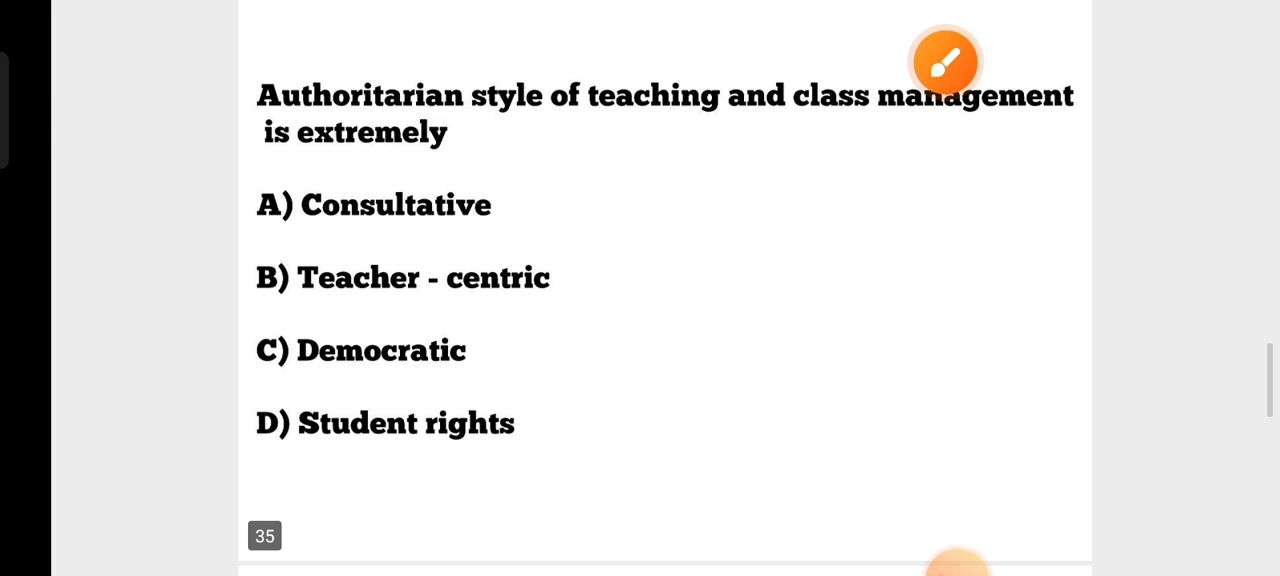 Authoritarian style of teaching and class management
is extremely
A) Consultative
B) Teacher - centric
C) Democratic
D) Student rights
35